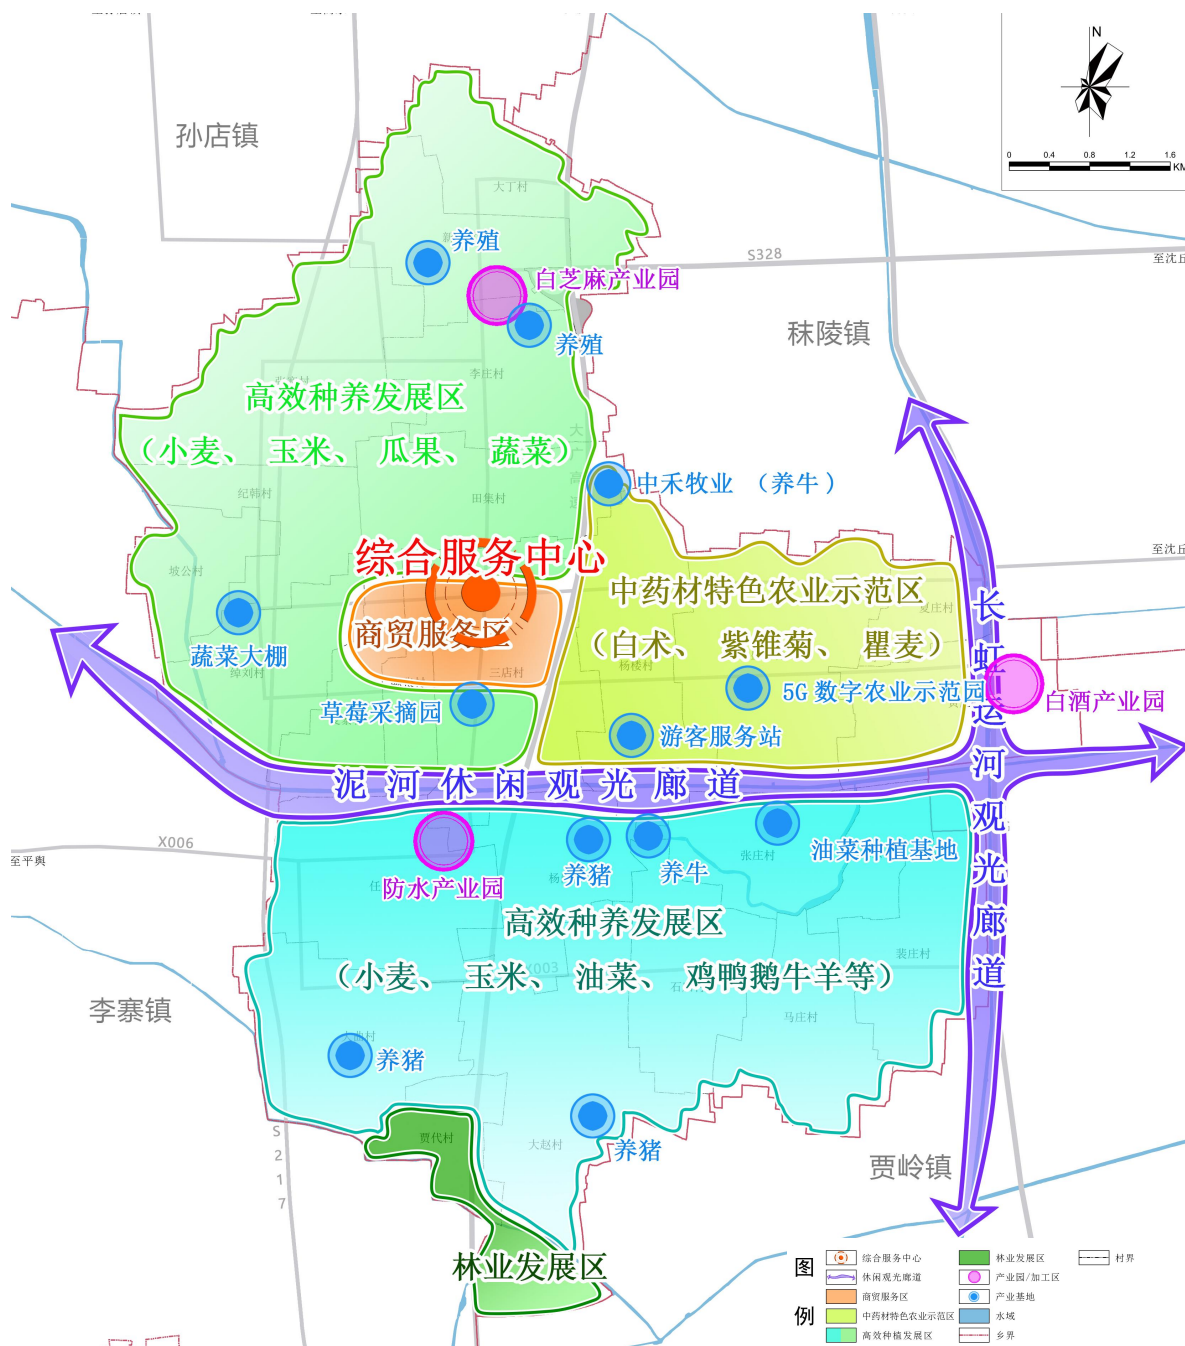 N
0 0.4 0.8 1.2 1.6
KM
孙店镇
大丁村
养殖
S328
至沈丘
白芝麻产业园
养殖
秣陵镇
李庄村
高效种养发展区
（小麦、 玉米、 瓜果、 蔬菜）
大广高速
纪韩村
田集村
中禾牧业 （养牛）
综合服务中心
至沈丘
坡公村
中药材特色农业示范区
夏庄村
商贸服务区
（白术、 紫锥菊、 瞿麦）
蔬菜大棚
绰刘村
三店村
杨楼村
5G 数字农业示范园
白酒产业园
草莓采摘园
游客服务站
长虹运河观光廊道
泥河休闲观光廊道
X006
至平舆
防水产业园
养猪
养牛
张庄村
油菜种植基地
高效种养发展区
裴庄村
（小麦、 玉米、 油菜、 鸡鸭鹅牛羊等）
X003
李寨镇
马庄村
养猪
S217
贾代村
大赵村
养猪
贾岭镇
林业发展区
图例
综合服务中心
休闲观光廊道
商贸服务区
中药材特色农业示范区
高效种植发展区
林业发展区
产业园/加工区
产业基地
水域
乡界
村界